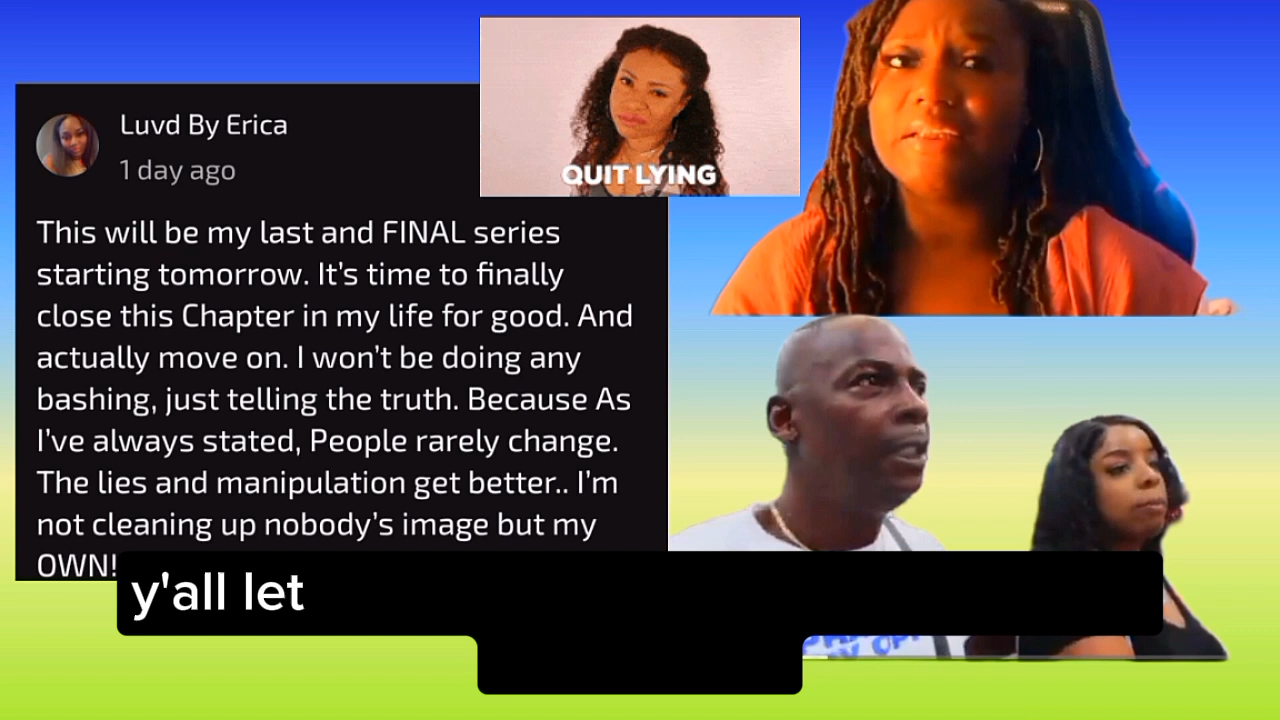 Luvd By Erica
1 day ago
QUIT LYING
This will be my last and FINAL series
starting tomorrow. It’s time to finally
close this Chapter in my life for good. And
actually move on. I won’t be doing any
bashing, just telling the truth. Because As
I’ve always stated, People rarely change.
The lies and manipulation get better.. I’m
not cleaning up nobody’s image but my
OWN!
y'all let